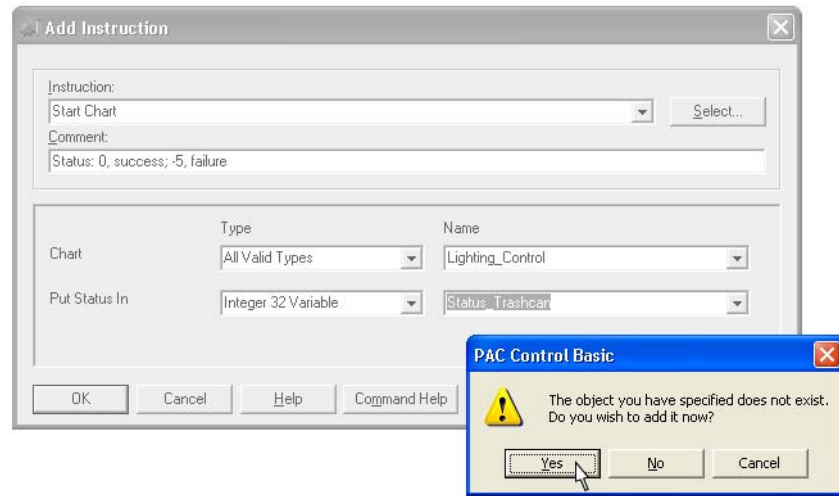 Add Instruction
Instruction:
Start Chart
Select...
Comment:
Status: 0, success; -5, failure
Type Name
Chart All Valid Types Lighting_Control
Put Status In Integer 32 Variable Status_Trashcan
OK Cancel Help Command Help
PAC Control Basic
The object you have specified does not exist.
Do you wish to add it now?
Yes No Cancel